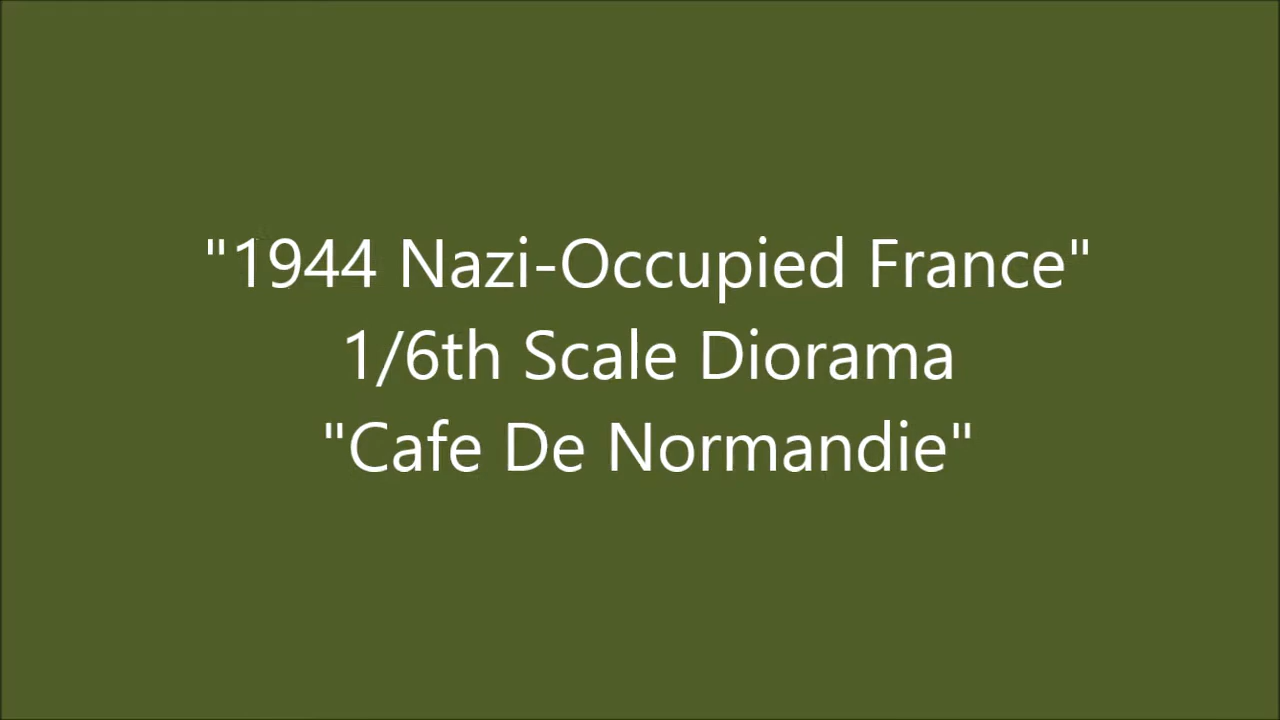 "1944 Nazi-Occupied France"
1/6th Scale Diorama
"Cafe De Normandie"